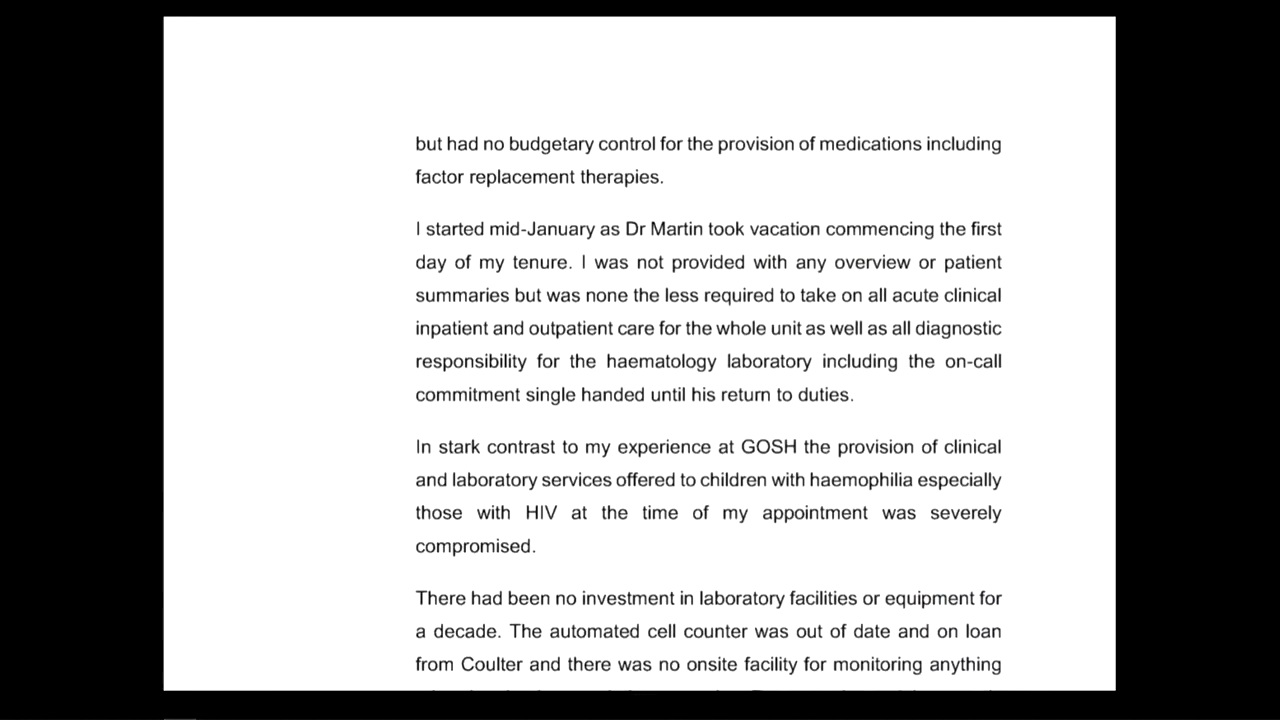 but had no budgetary control for the provision of medications including
factor replacement therapies.
I started mid-January as Dr Martin took vacation commencing the first
day of my tenure. I was not provided with any overview or patient
summaries but was none the less required to take on all acute clinical
inpatient and outpatient care for the whole unit as well as all diagnostic
responsibility for the haematology laboratory including the on-call
commitment single handed until his return to duties.
In stark contrast to my experience at GOSH the provision of clinical
and laboratory services offered to children with haemophilia especially
those with HIV at the time of my appointment was severely
compromised.
There had been no investment in laboratory facilities or equipment for
a decade. The automated cell counter was out of date and on loan
from Coulter and there was no onsite facility for monitoring anything